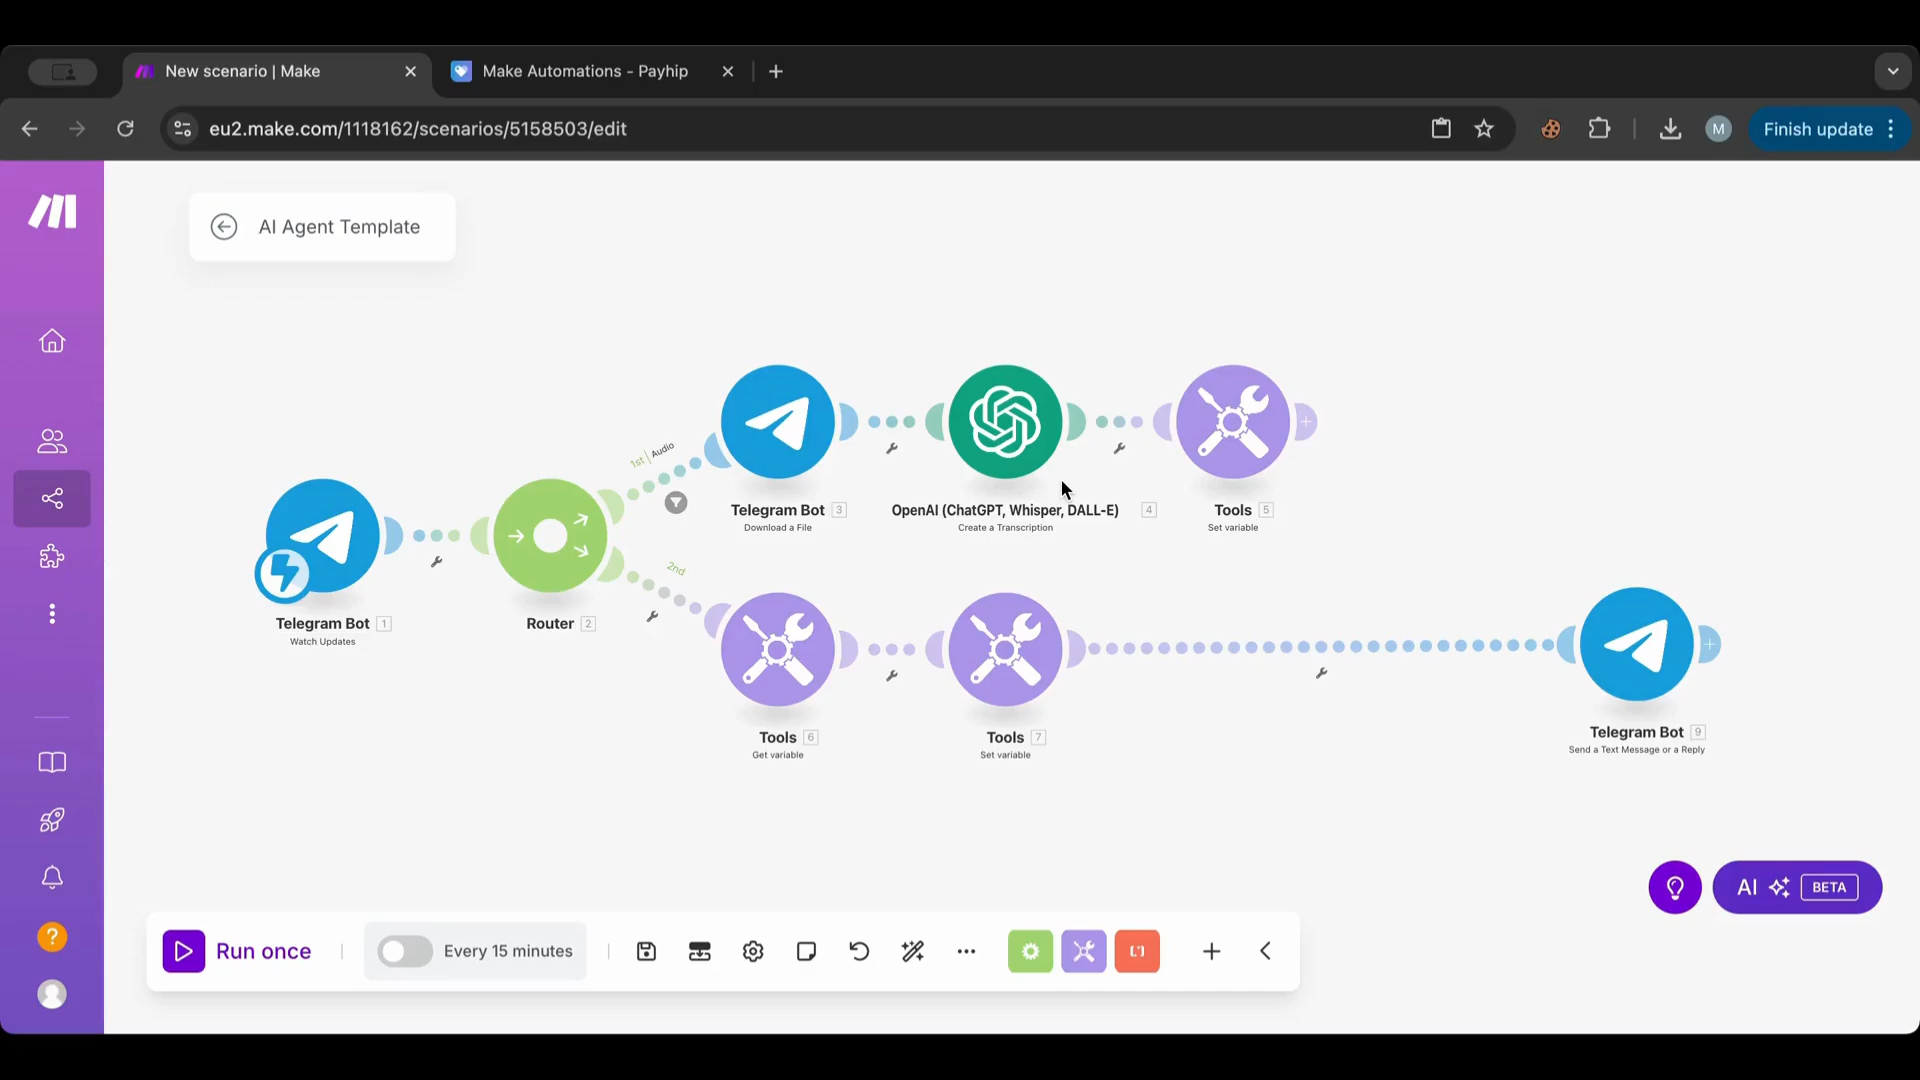 New scenario | Make
Make Automations - Payhip
eu2.make.com/1118162/scenarios/5158503/edit
M
Finish update
AI Agent Template
1st | Audio
Telegram Bot 3
Download a File
OpenAI (ChatGPT, Whisper, DALL-E) 4
Create a Transcription
Tools 5
Set variable
2nd
Telegram Bot 1
Watch Updates
Router 2
Tools 6
Get variable
Tools 7
Set variable
Telegram Bot 9
Send a Text Message or a Reply
AI BETA
?
Run once
Every 15 minutes